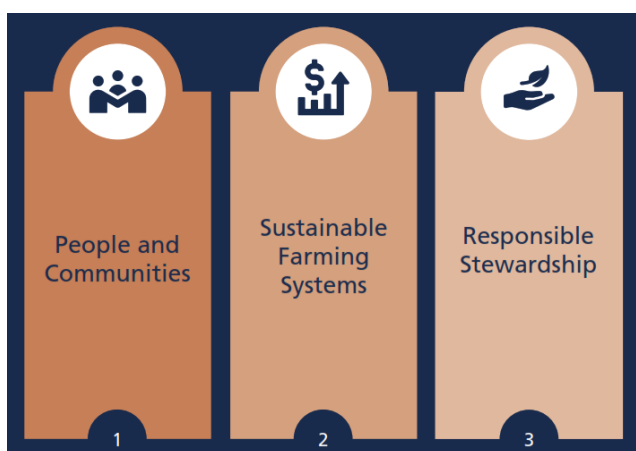 People and
Communities
1
Sustainable
Farming
Systems
2
Responsible
Stewardship
3